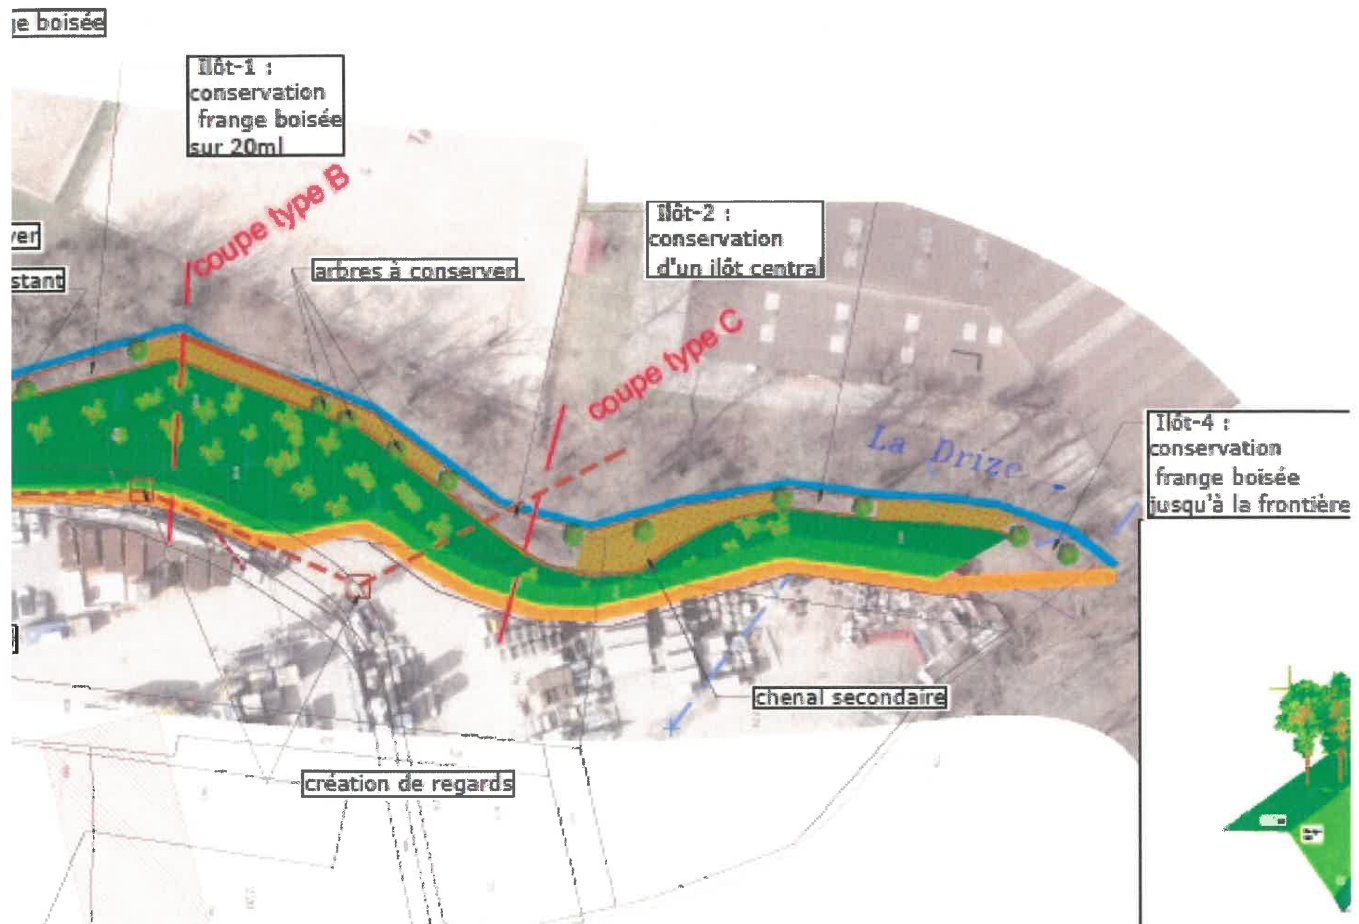 ge boisée
Ilôt-1 :
conservation
frange boisée
sur 20ml
coupe type B
ver
stant
arbres à conserver
Ilôt-2 :
conservation
d'un ilôt central
coupe type C
La Drize
Ilôt-4 :
conservation
frange boisée
jusqu'à la frontière
chenal secondaire
création de regards